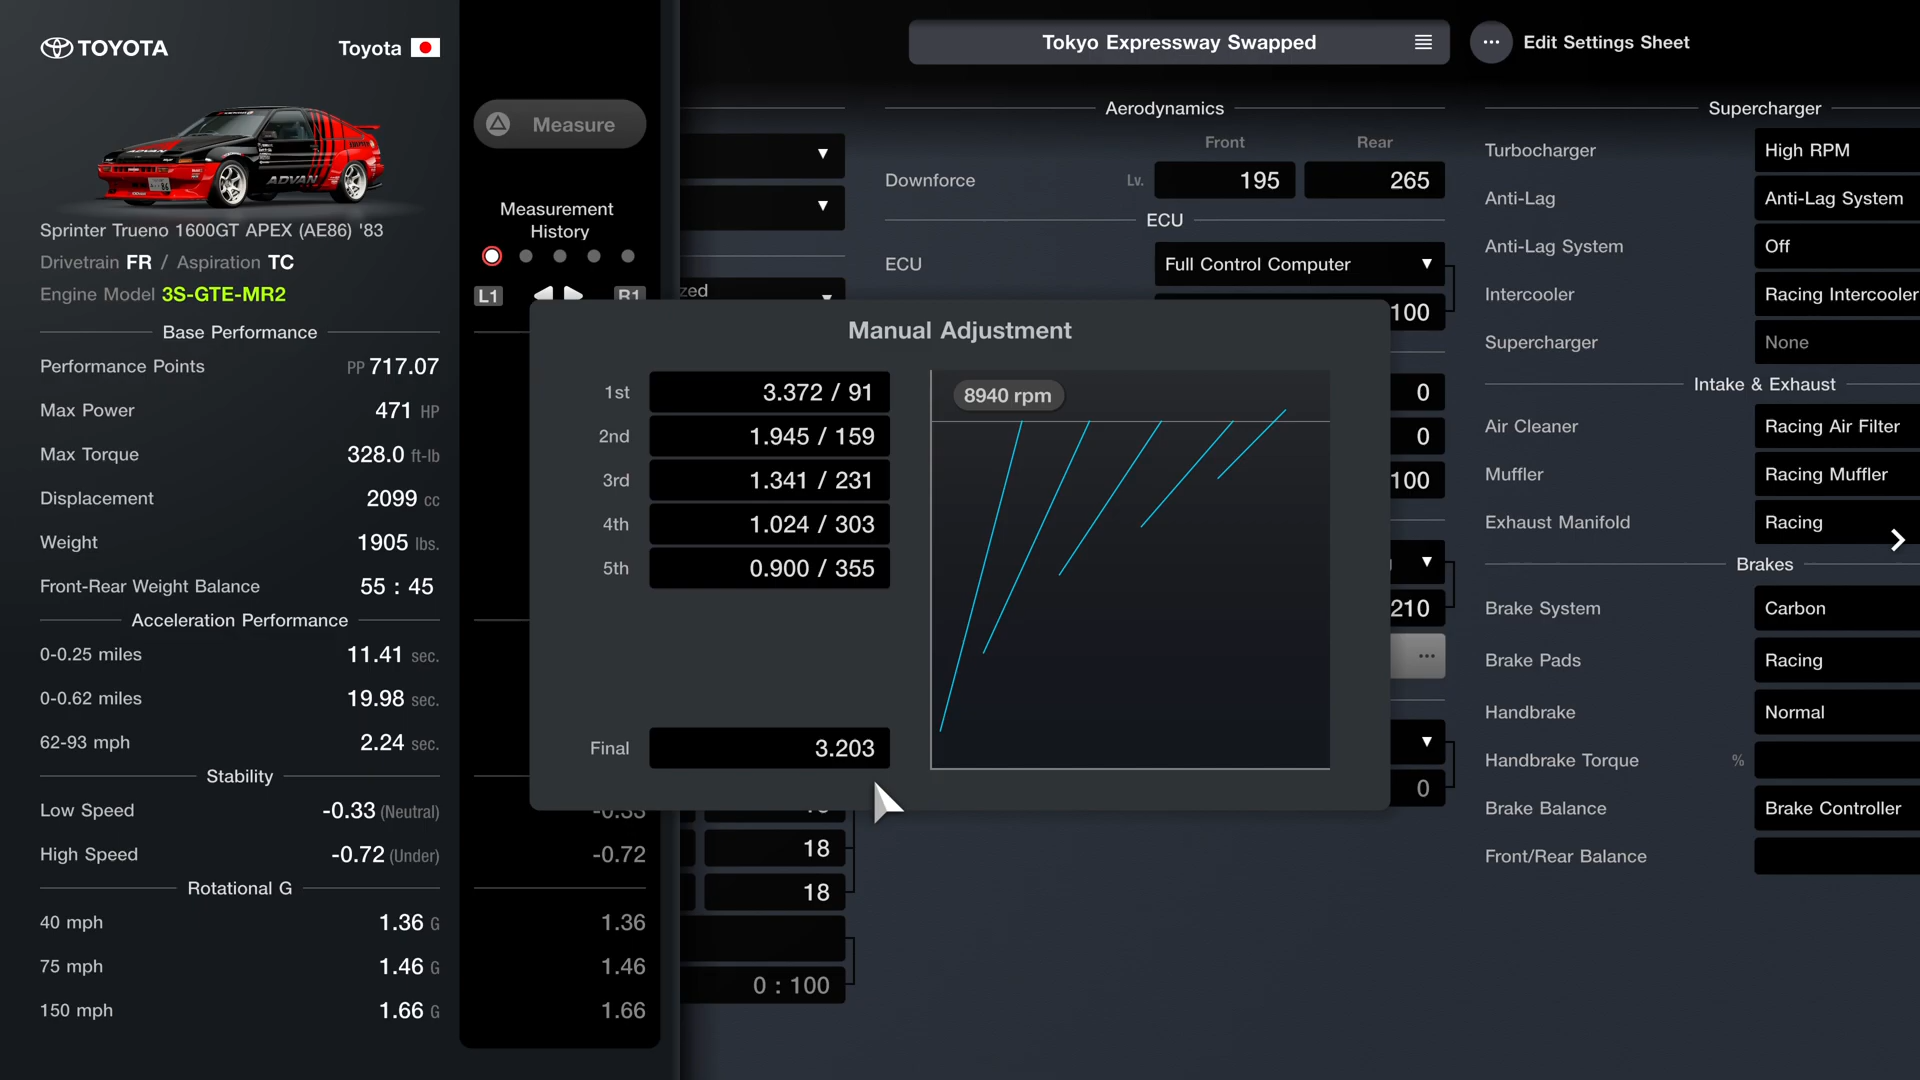 TOYOTA
Toyota
Sprinter Trueno 1600GT APEX (AE86) '83
Drivetrain FR / Aspiration TC
Engine Model 3S-GTE-MR2
Base Performance
Performance Points PP 717.07
Max Power 471 HP
Max Torque 328.0 ft-lb
Displacement 2099 cc
Weight 1905 lbs.
Front-Rear Weight Balance 55 : 45
Acceleration Performance
0-0.25 miles 11.41 sec.
0-0.62 miles 19.98 sec.
62-93 mph 2.24 sec.
Stability
Low Speed -0.33 (Neutral)
High Speed -0.72 (Under)
Rotational G
40 mph 1.36 G
75 mph 1.46 G
150 mph 1.66 G
Measure
Measurement
History
L1 R1
-0.33
-0.72
1.36
1.46
1.66
Tokyo Expressway Swapped
Edit Settings Sheet
Aerodynamics
Front Rear
Downforce Lv. 195 265
ECU
ECU Full Control Computer
100
0
0
100
210
0
Manual Adjustment
1st 3.372 / 91
2nd 1.945 / 159
3rd 1.341 / 231
4th 1.024 / 303
5th 0.900 / 355
Final 3.203
8940 rpm
18
18
0 : 100
Supercharger
Turbocharger High RPM
Anti-Lag Anti-Lag System
Anti-Lag System Off
Intercooler Racing Intercooler
Supercharger None
Intake & Exhaust
Air Cleaner Racing Air Filter
Muffler Racing Muffler
Exhaust Manifold Racing
Brakes
Brake System Carbon
Brake Pads Racing
Handbrake Normal
Handbrake Torque %
Brake Balance Brake Controller
Front/Rear Balance
ADVAN